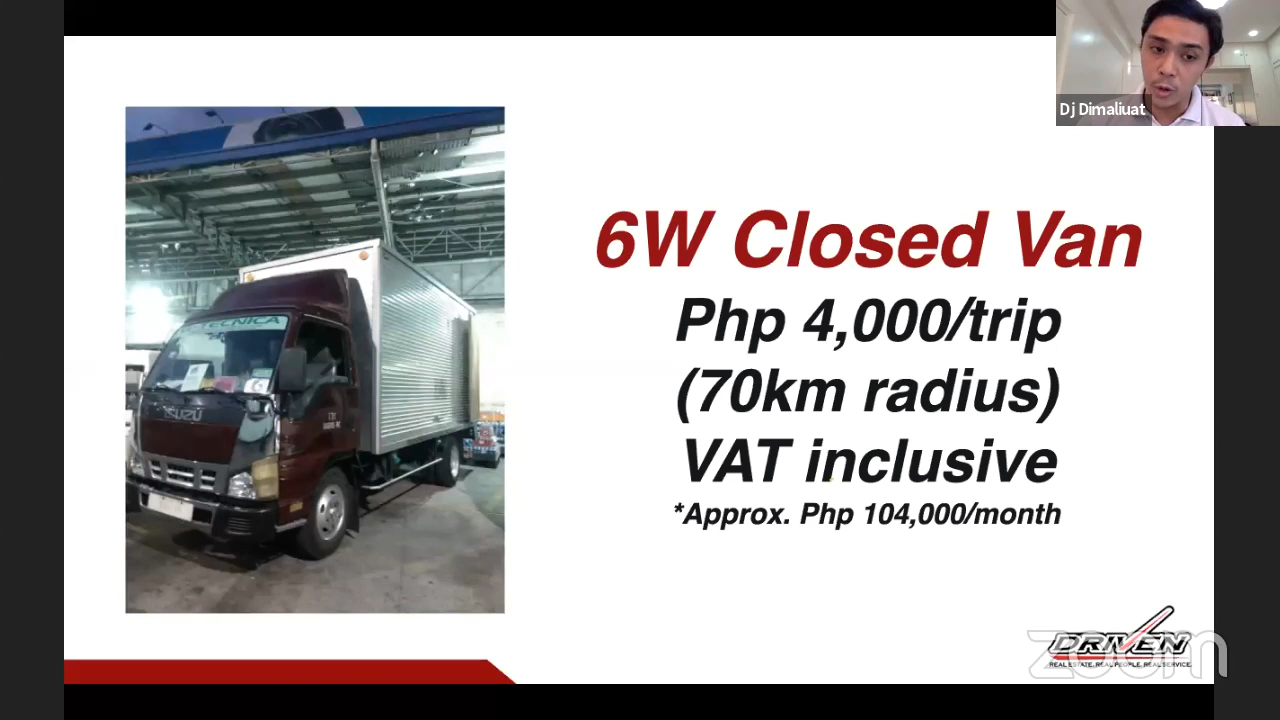 Dj Dimaliuat
6W Closed Van
Php 4,000/trip
(70km radius)
VAT inclusive
*Approx. Php 104,000/month
TECNICA
ISUZU
DRIVEN
REAL ESTATE. REAL PEOPLE. REAL SERVICE.
zoom